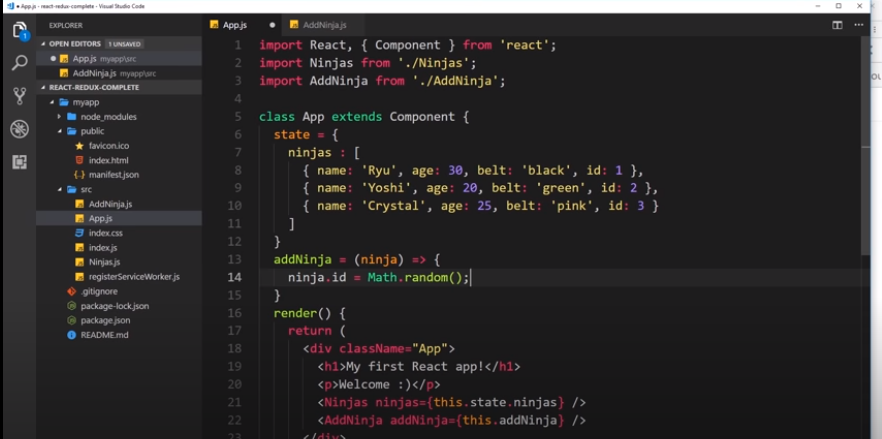 App.js - react-redux-complete - Visual Studio Code
EXPLORER
OPEN EDITORS 1 UNSAVED
App.js myapp\src
AddNinja.js myapp\src
REACT-REDUX-COMPLETE
myapp
node_modules
public
favicon.ico
index.html
{..} manifest.json
src
AddNinja.js
App.js
index.css
index.js
Ninjas.js
registerServiceWorker.js
.gitignore
package-lock.json
package.json
README.md
App.js AddNinja.js
1 import React, { Component } from 'react';
2 import Ninjas from './Ninjas';
3 import AddNinja from './AddNinja';
4
5 class App extends Component {
6 state = {
7 ninjas : [
8 { name: 'Ryu', age: 30, belt: 'black', id: 1 },
9 { name: 'Yoshi', age: 20, belt: 'green', id: 2 },
10 { name: 'Crystal', age: 25, belt: 'pink', id: 3 }
11 ]
12 }
13 addNinja = (ninja) => {
14 ninja.id = Math.random();
15 }
16 render() {
17 return (
18 <div className="App">
19 <h1>My first React app!</h1>
20 <p>Welcome :)</p>
21 <Ninjas ninjas={this.state.ninjas} />
22 <AddNinja addNinja={this.addNinja} />
23 </div>